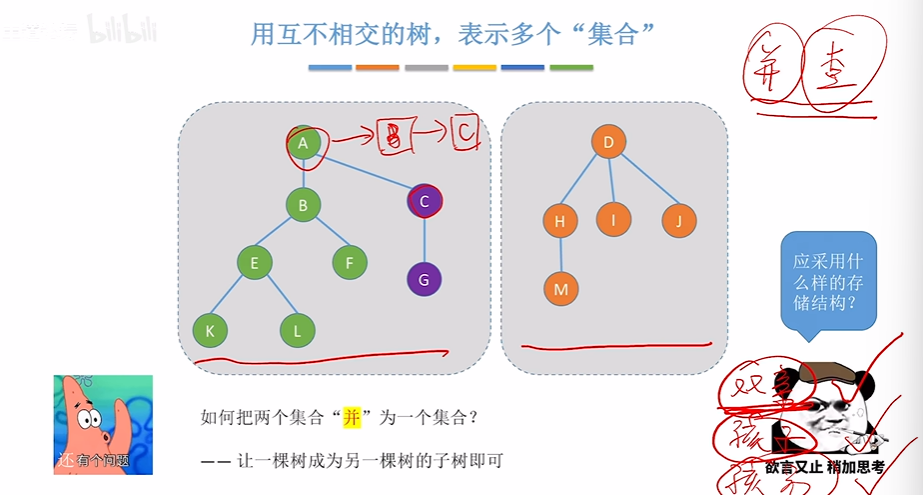 bilibili
用互不相交的树，表示多个“集合”
并 查
A
B
C
B
C
E
F
G
K
L
D
H
I
J
M
应采用什
么样的存
储结构？
双亲
孩子
孩
还有个问题
如何把两个集合“并”为一个集合？
—— 让一棵树成为另一棵树的子树即可
欲言又止 稍加思考